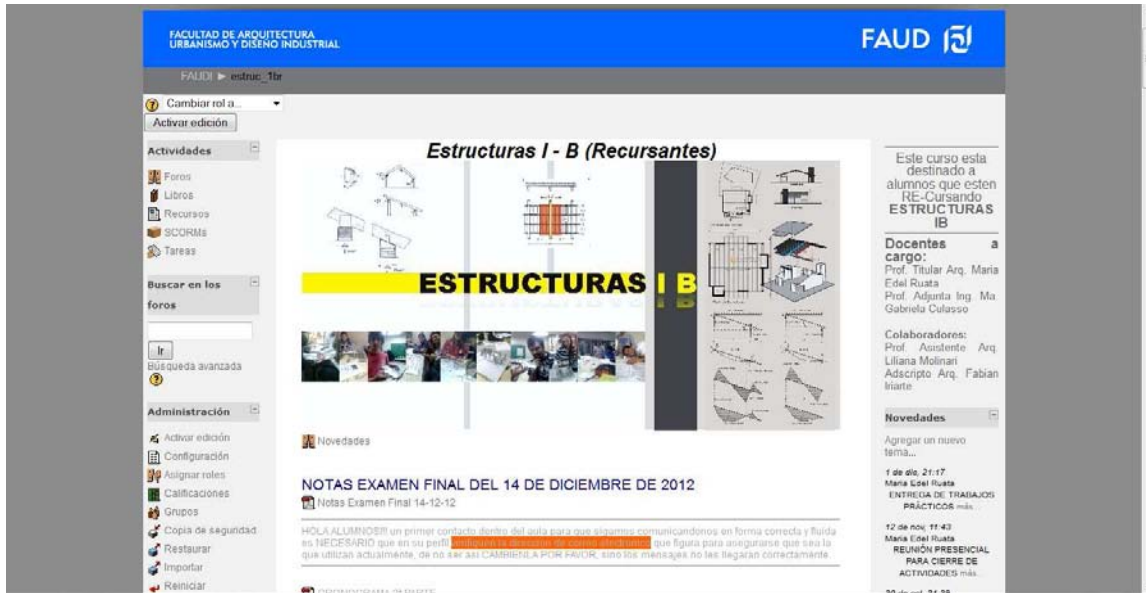 FACULTAD DE ARQUITECTURA
URBANISMO Y DISEÑO INDUSTRIAL
FAUD
FAUDI ► estruc_1br
Cambiar rol a...
Activar edición
Actividades
Foros
Libros
Recursos
SCORMs
Tareas
Buscar en los
foros
Ir
Búsqueda avanzada
Administración
Activar edición
Configuración
Asignar roles
Calificaciones
Grupos
Copia de seguridad
Restaurar
Importar
Reiniciar
Estructuras I - B (Recursantes)
ESTRUCTURAS I B
Novedades
NOTAS EXAMEN FINAL DEL 14 DE DICIEMBRE DE 2012
Notas Examen Final 14-12-12
HOLA ALUMNOS!!! un primer contacto dentro del aula para que sigamos comunicandonos en forma correcta y fluida
es NECESARIO que en su perfil verifiquen la direccion de correo electronico que figura para asegurarse que sea la
que utilizan actualmente, de no ser asi CAMBIENLA POR FAVOR, sino los mensajes no les llegaran correctamente.
CRONOGRAMA 2ª PARTE
Este curso esta
destinado a
alumnos que esten
RE-Cursando
ESTRUCTURAS
IB
Docentes a
cargo:
Prof. Titular Arq. Maria
Edel Ruata
Prof. Adjunta Ing. Ma.
Gabriela Culasso
Colaboradores:
Prof. Asistente Arq.
Liliana Molinari
Adscripto Arq. Fabian
Iriarte
Novedades
Agregar un nuevo
tema...
1 de dic, 21:17
Maria Edel Ruata
ENTREGA DE TRABAJOS
PRÁCTICOS más...
12 de nov, 11:43
Maria Edel Ruata
REUNIÓN PRESENCIAL
PARA CIERRE DE
ACTIVIDADES más...